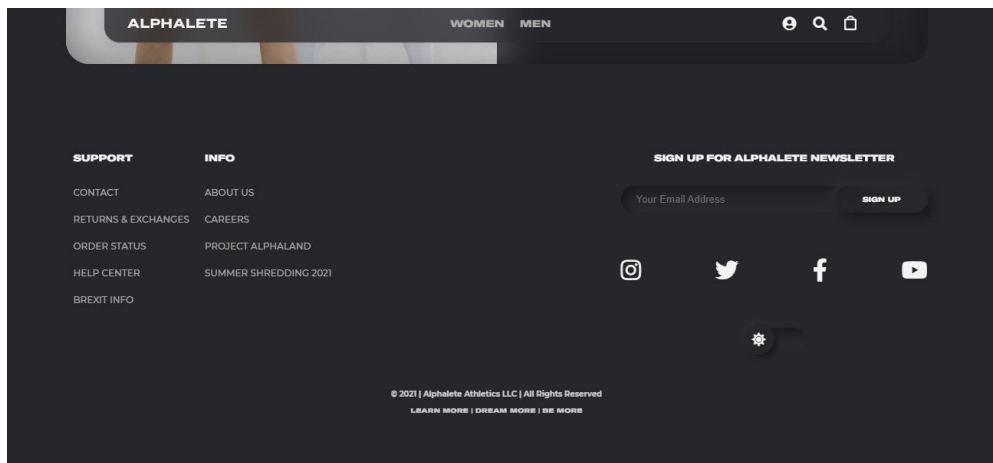 ALPHALETE WOMEN MEN
SUPPORT
CONTACT
RETURNS & EXCHANGES
ORDER STATUS
HELP CENTER
BREXIT INFO
INFO
ABOUT US
CAREERS
PROJECT ALPHALAND
SUMMER SHREDDING 2021
SIGN UP FOR ALPHALETE NEWSLETTER
Your Email Address SIGN UP
© 2021 | Alphalete Athletics LLC | All Rights Reserved
LEARN MORE | DREAM MORE | BE MORE